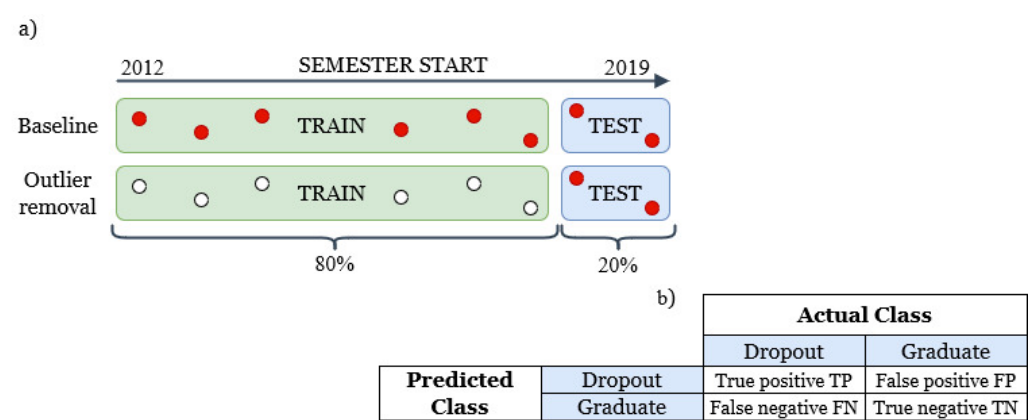 a)
2012 SEMESTER START 2019
Baseline TRAIN TEST
Outlier
removal TRAIN TEST
80% 20%
b)
Actual Class
Dropout Graduate
Predicted
Class
Dropout True positive TP False positive FP
Graduate False negative FN True negative TN